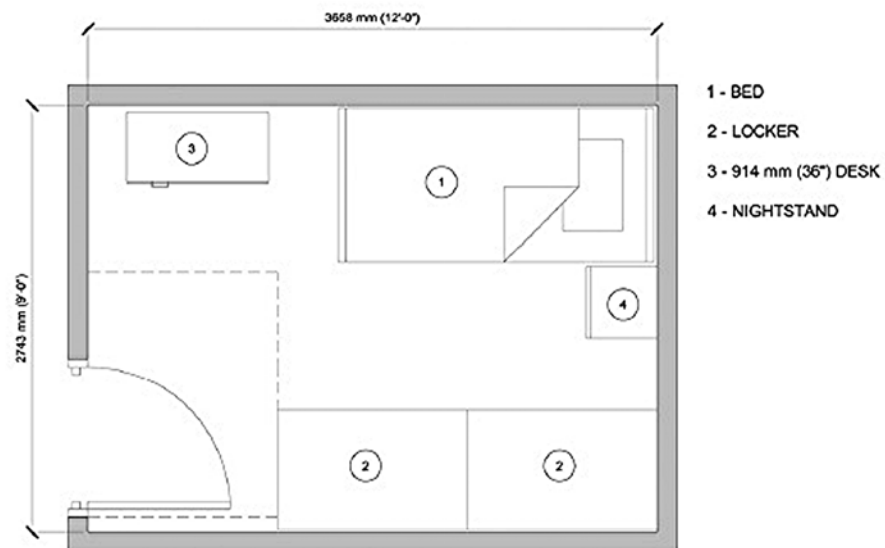 3658 mm (12'-0")
1 - BED
2 - LOCKER
3 - 914 mm (36") DESK
4 - NIGHTSTAND
2743 mm (9'-0")
3
1
4
2
2